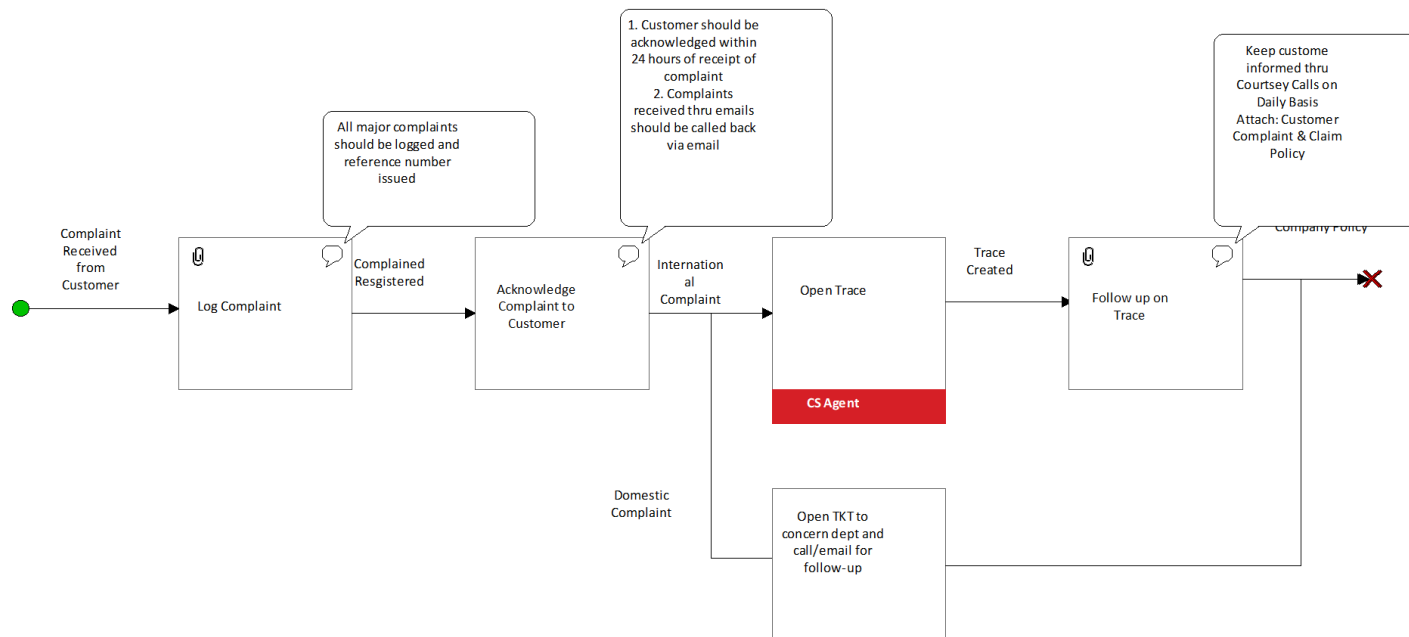 1. Customer should be
acknowledged within
24 hours of receipt of
complaint
2. Complaints
received thru emails
should be called back
via email
Keep custome
informed thru
Courtsey Calls on
Daily Basis
Attach: Customer
Complaint & Claim
Policy
All major complaints
should be logged and
reference number
issued
Complaint
Received
from
Customer
Log Complaint
Complained
Resgistered
Acknowledge
Complaint to
Customer
Internation
al
Complaint
Open Trace
CS Agent
Trace
Created
Follow up on
Trace
Company Policy
Domestic
Complaint
Open TKT to
concern dept and
call/email for
follow-up